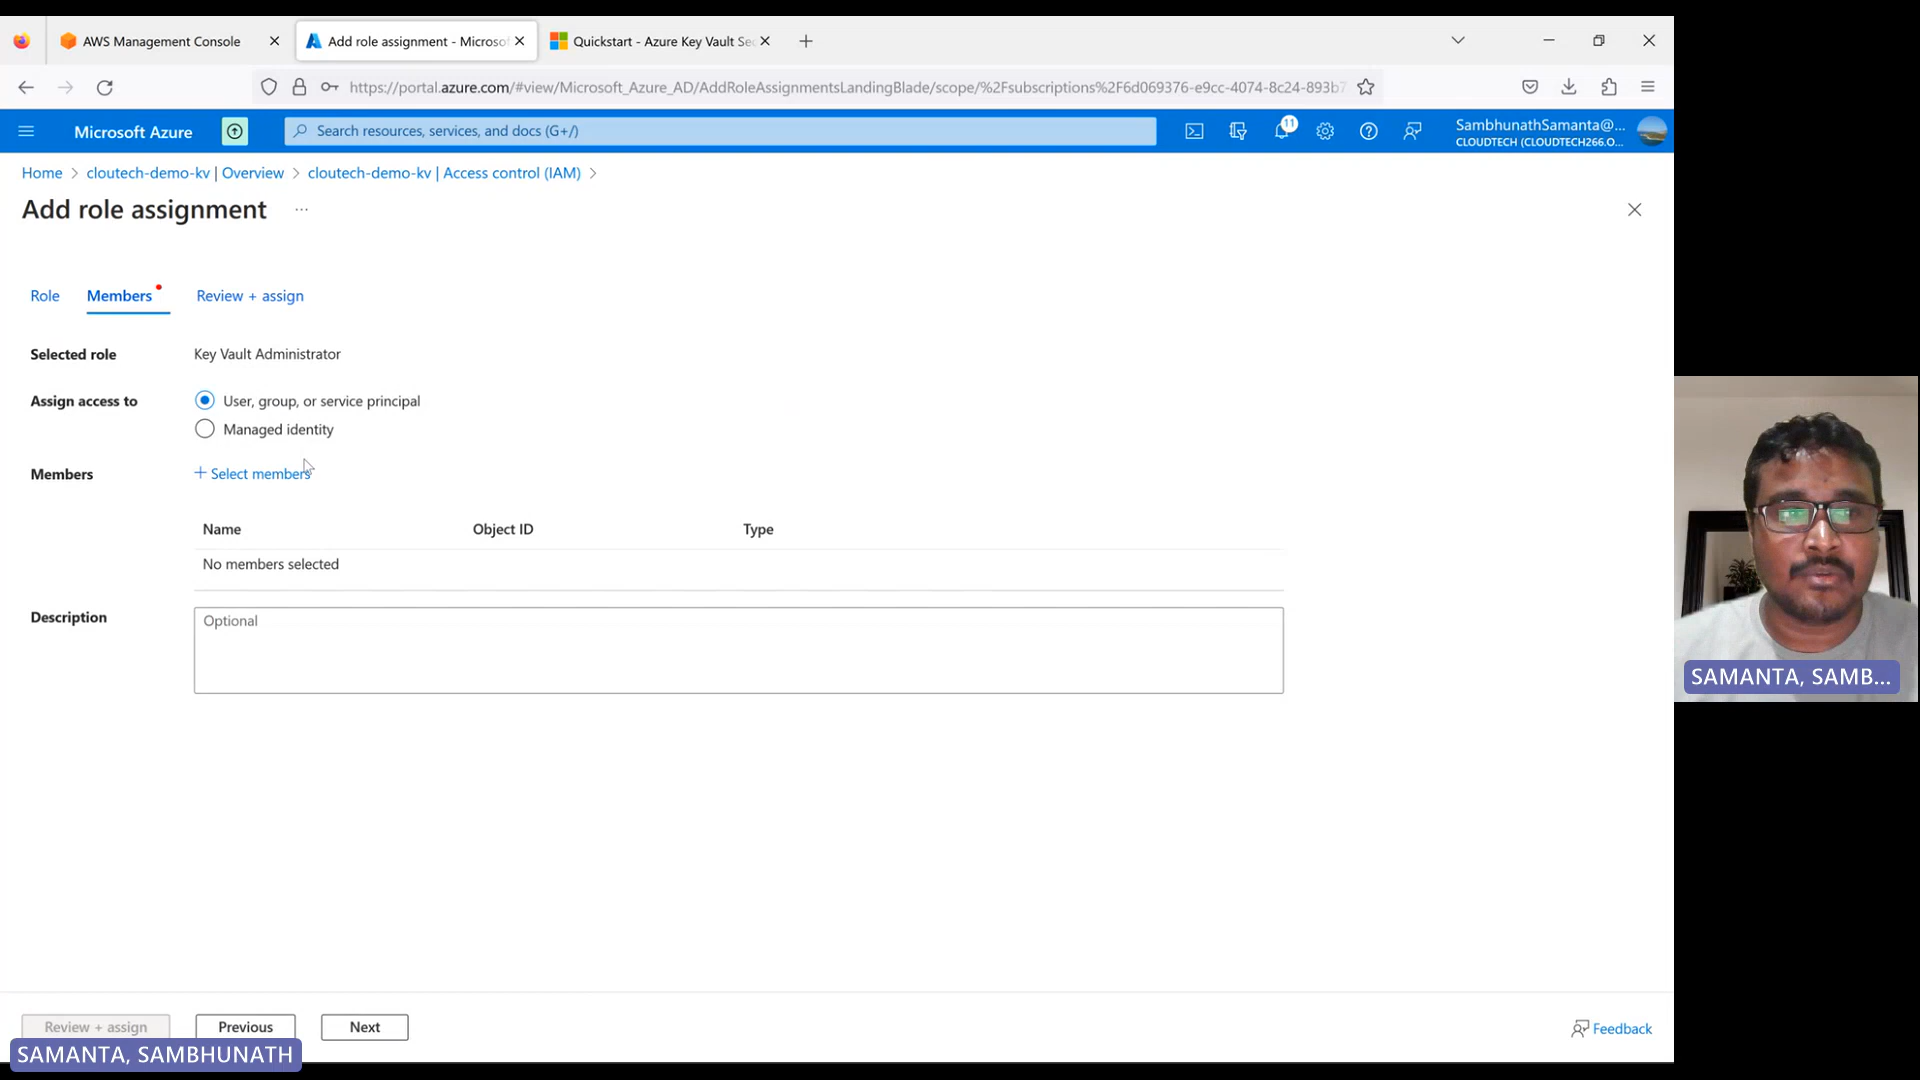 AWS Management Console
Add role assignment - Microsof
Quickstart - Azure Key Vault Sec
https://portal.azure.com/#view/Microsoft_Azure_AD/AddRoleAssignmentsLandingBlade/scope/%2Fsubscriptions%2F6d069376-e9cc-4074-8c24-893b7
Microsoft Azure
Search resources, services, and docs (G+/)
11
SambhunathSamanta@...
CLOUDTECH (CLOUDTECH266.O...
Home > cloutech-demo-kv | Overview > cloutech-demo-kv | Access control (IAM) >
Add role assignment ...
Role Members Review + assign
Selected role Key Vault Administrator
Assign access to User, group, or service principal
Managed identity
Members + Select members
Name Object ID Type
No members selected
Description Optional
Review + assign Previous Next
Feedback
SAMANTA, SAMBHUNATH
SAMANTA, SAMB...